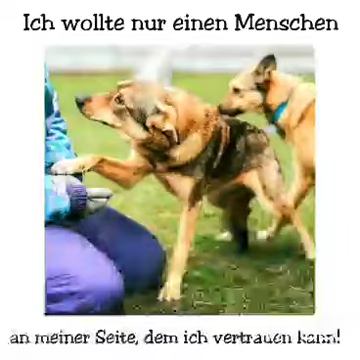 Ich wollte nur einen Menschen
an meiner Seite, dem ich vertrauen kann!